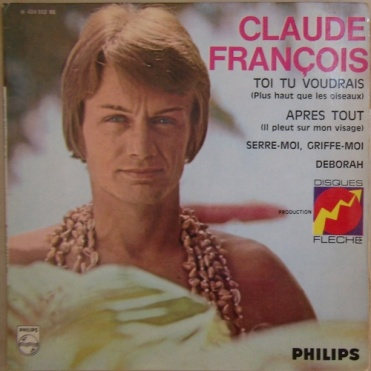 CLAUDE
FRANÇOIS
TOI TU VOUDRAIS
(Plus haut que les oiseaux)
APRES TOUT
(Il pleut sur mon visage)
SERRE-MOI, GRIFFE-MOI
DEBORAH
DISQUES
PRODUCTION
FLECHE
PHILIPS
PHILIPS